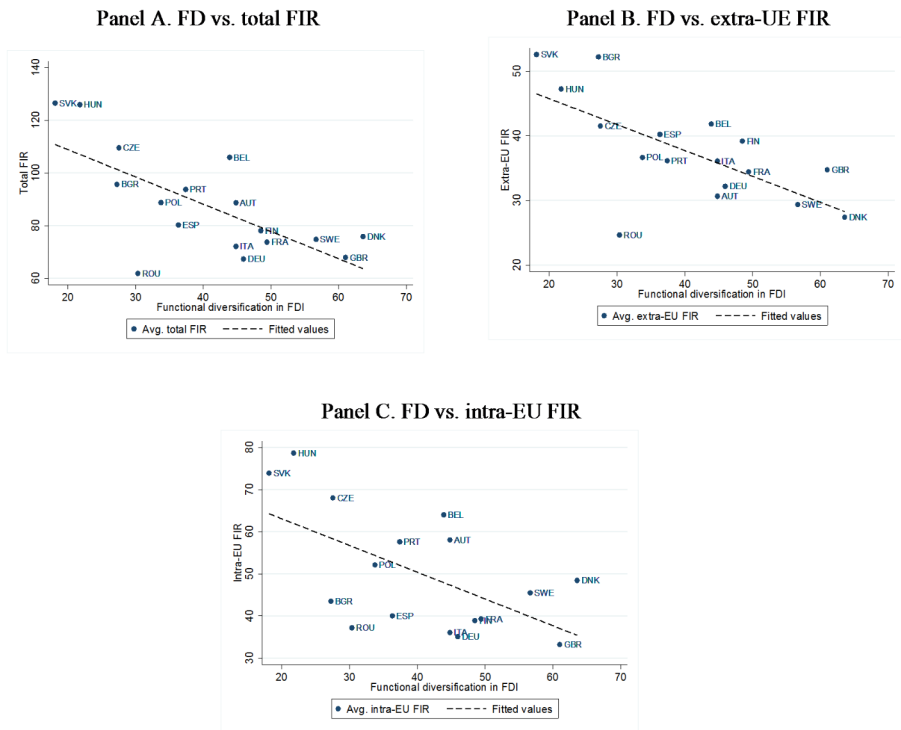 Panel A. FD vs. total FIR
Total FIR
140
120
100
80
60
SVK
HUN
CZE
BGR
BEL
PRT
POL
AUT
ESP
FIN
ITA
FRA
SWE
DNK
DEU
GBR
ROU
20 30 40 50 60 70
Functional diversification in FDI
Avg. total FIR Fitted values
Panel B. FD vs. extra-UE FIR
Extra-EU FIR
50
40
30
20
SVK
BGR
HUN
CZE
BEL
ESP
FIN
POL
PRT
ITA
FRA
GBR
DEU
AUT
SWE
DNK
ROU
20 30 40 50 60 70
Functional diversification in FDI
Avg. extra-EU FIR Fitted values
Panel C. FD vs. intra-EU FIR
Intra-EU FIR
80
70
60
50
40
30
HUN
SVK
CZE
BEL
PRT
AUT
POL
DNK
SWE
BGR
ESP
FIN
FRA
ROU
ITA
DEU
GBR
20 30 40 50 60 70
Functional diversification in FDI
Avg. intra-EU FIR Fitted values